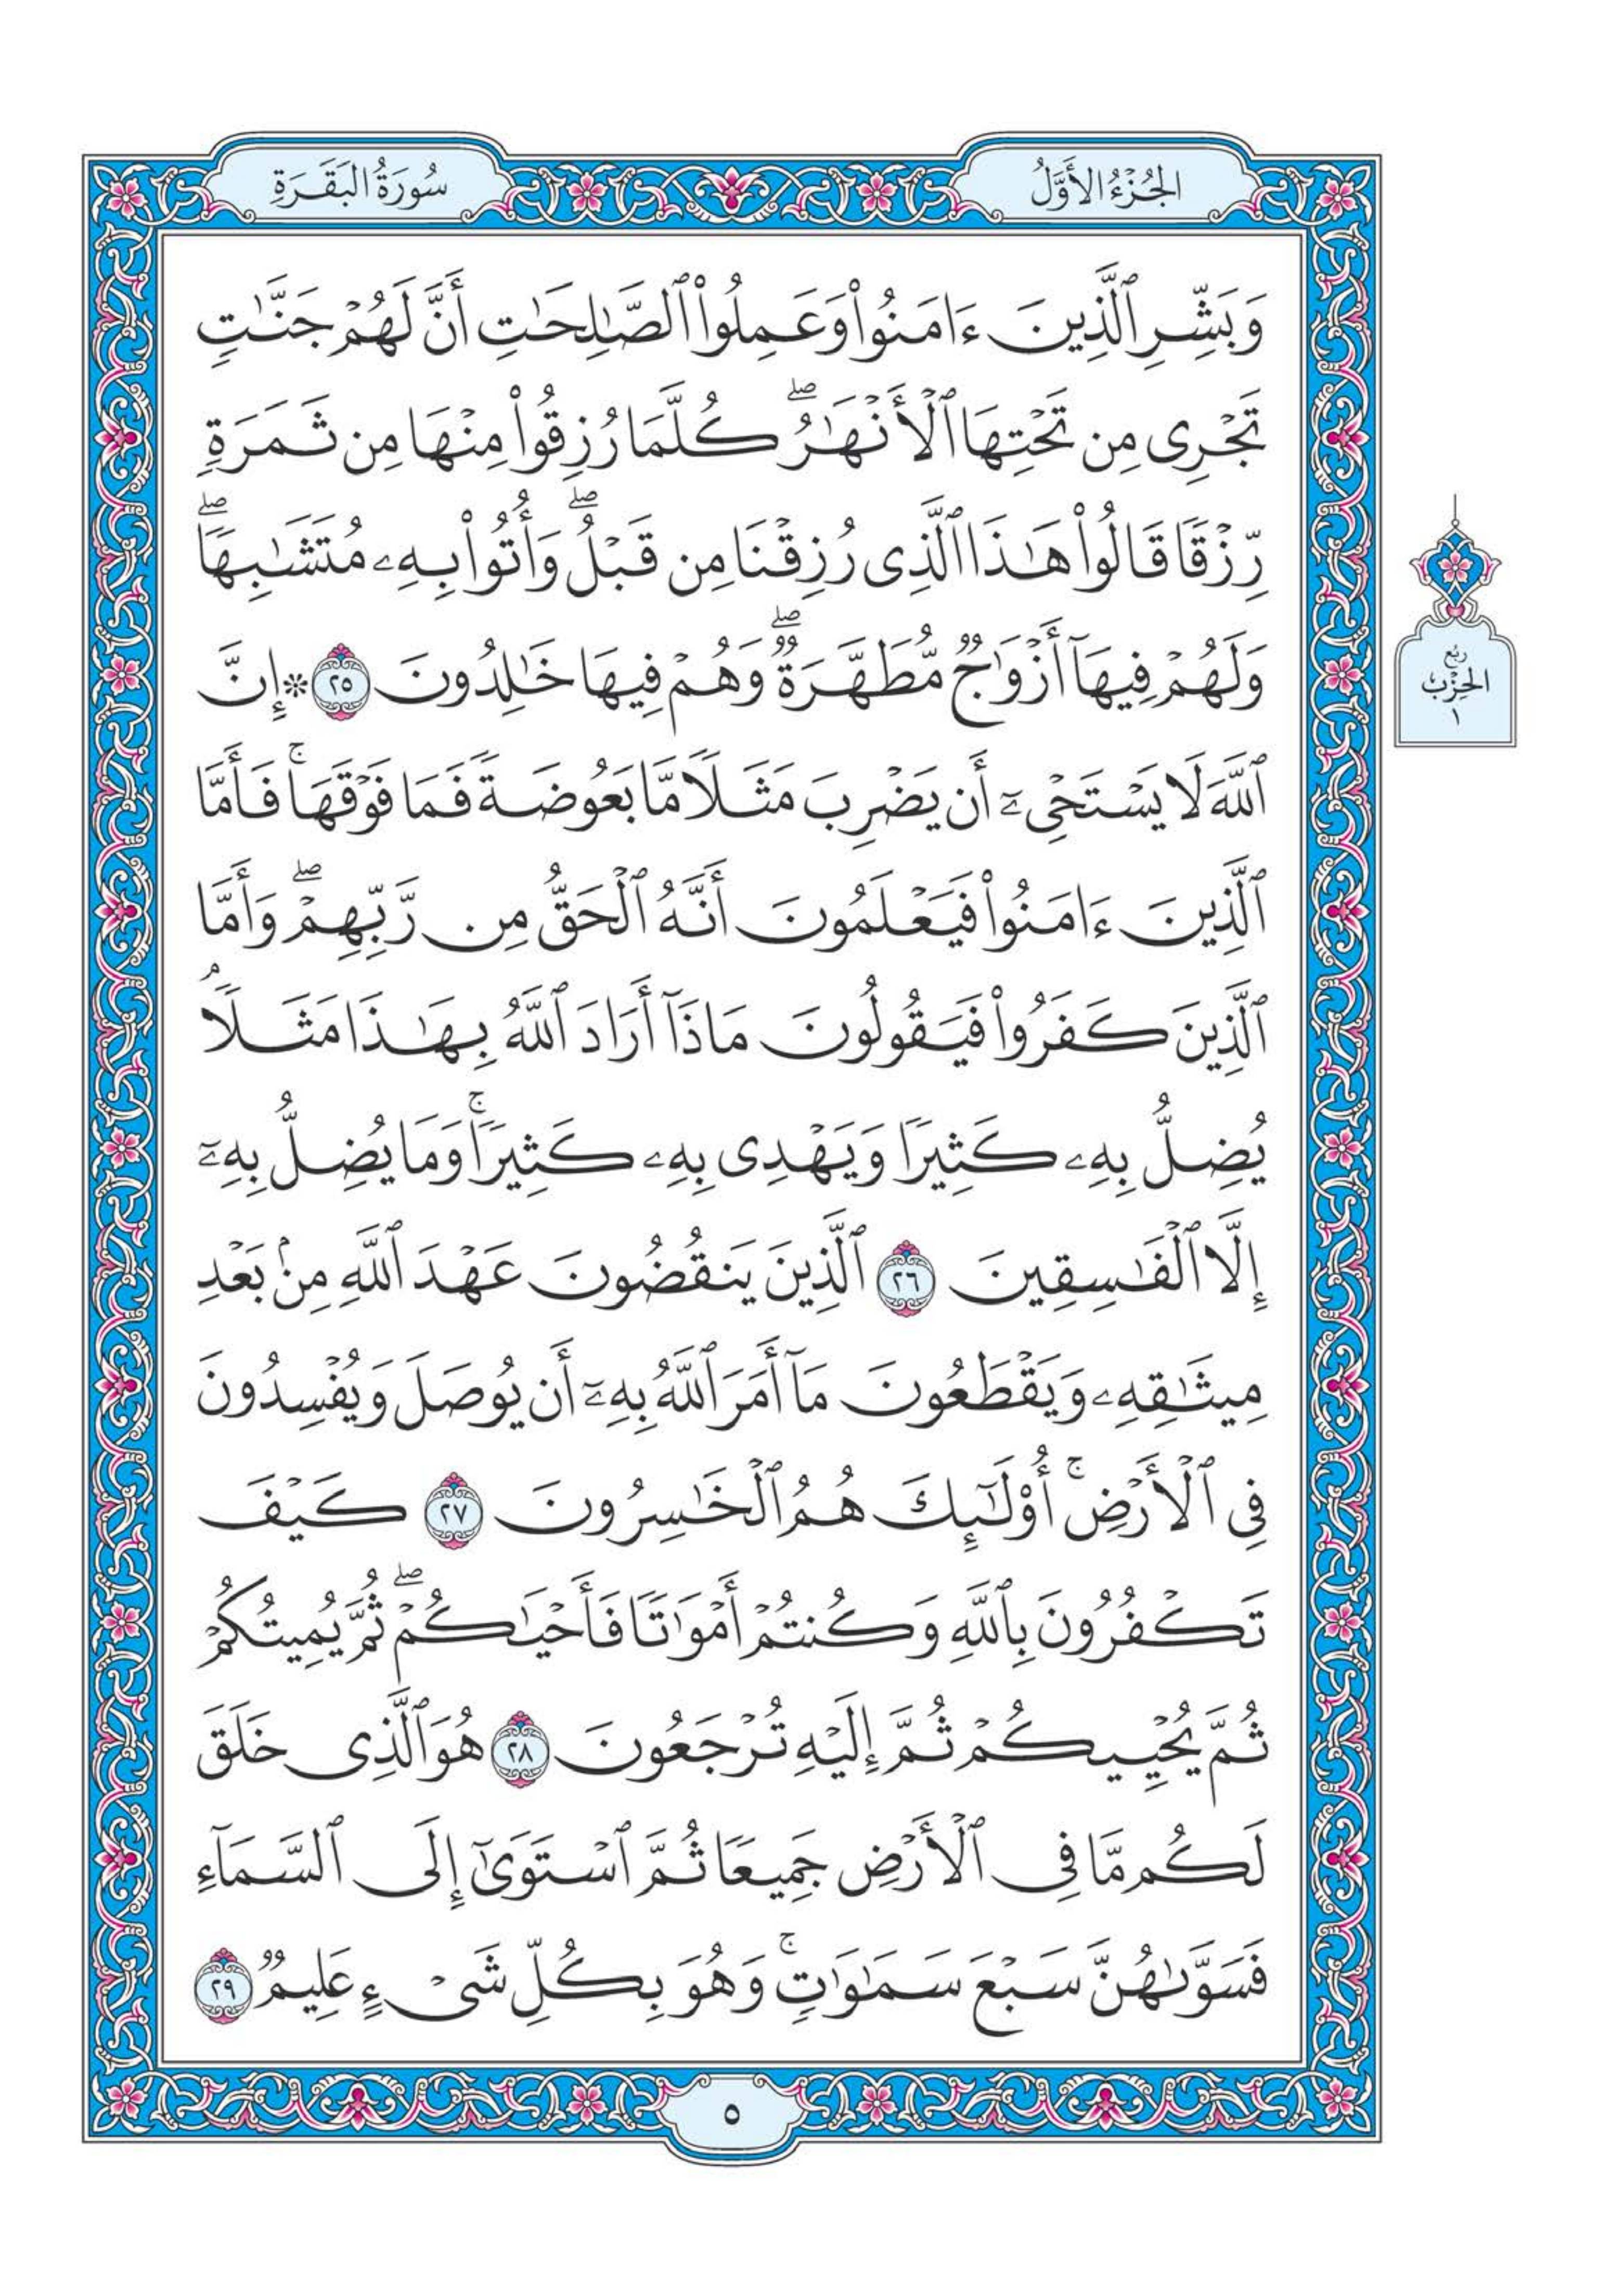 الجُزْءُ الأَوَّلُ
سُورَةُ البَقَرَةِ
وَبَشِّرِ ٱلَّذِينَ ءَامَنُوا۟ وَعَمِلُوا۟ ٱلصَّـٰلِحَـٰتِ أَنَّ لَهُمْ جَنَّـٰتٍ
تَجْرِى مِن تَحْتِهَا ٱلْأَنْهَـٰرُ ۖ كُلَّمَا رُزِقُوا۟ مِنْهَا مِن ثَمَرَةٍ
رِّزْقًا قَالُوا۟ هَـٰذَا ٱلَّذِى رُزِقْنَا مِن قَبْلُ ۖ وَأُتُوا۟ بِهِۦ مُتَشَـٰبِهًا ۖ
وَلَهُمْ فِيهَآ أَزْوَٰجٌ مُّطَهَّرَةٌ ۖ وَهُمْ فِيهَا خَـٰلِدُونَ ٢٥ * إِنَّ
ٱللَّهَ لَا يَسْتَحْىِۦٓ أَن يَضْرِبَ مَثَلًا مَّا بَعُوضَةً فَمَا فَوْقَهَا ۚ فَأَمَّا
ٱلَّذِينَ ءَامَنُوا۟ فَيَعْلَمُونَ أَنَّهُ ٱلْحَقُّ مِن رَّبِّهِمْ ۖ وَأَمَّا
ٱلَّذِينَ كَفَرُوا۟ فَيَقُولُونَ مَاذَآ أَرَادَ ٱللَّهُ بِهَـٰذَا مَثَلًا ۘ
يُضِلُّ بِهِۦ كَثِيرًا وَيَهْدِى بِهِۦ كَثِيرًا ۚ وَمَا يُضِلُّ بِهِۦٓ
إِلَّا ٱلْفَـٰسِقِينَ ٢٦ ٱلَّذِينَ يَنقُضُونَ عَهْدَ ٱللَّهِ مِنۢ بَعْدِ
مِيثَـٰقِهِۦ وَيَقْطَعُونَ مَآ أَمَرَ ٱللَّهُ بِهِۦٓ أَن يُوصَلَ وَيُفْسِدُونَ
فِى ٱلْأَرْضِ ۚ أُو۟لَـٰٓئِكَ هُمُ ٱلْخَـٰسِرُونَ ٢٧ كَيْفَ
تَكْفُرُونَ بِٱللَّهِ وَكُنتُمْ أَمْوَٰتًا فَأَحْيَـٰكُمْ ۖ ثُمَّ يُمِيتُكُمْ
ثُمَّ يُحْيِيكُمْ ثُمَّ إِلَيْهِ تُرْجَعُونَ ٢٨ هُوَ ٱلَّذِى خَلَقَ
لَكُم مَّا فِى ٱلْأَرْضِ جَمِيعًا ثُمَّ ٱسْتَوَىٰٓ إِلَى ٱلسَّمَآءِ
فَسَوَّىٰهُنَّ سَبْعَ سَمَـٰوَٰتٍ ۚ وَهُوَ بِكُلِّ شَىْءٍ عَلِيمٌ ٢٩
رُبْع
الحِزْبِ
١
٥